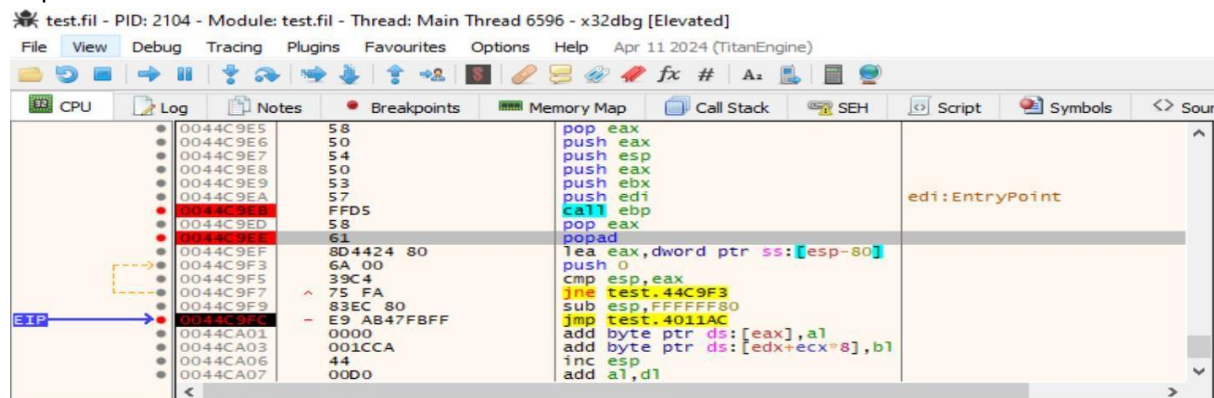 test.fil - PID: 2104 - Module: test.fil - Thread: Main Thread 6596 - x32dbg [Elevated]
File View Debug Tracing Plugins Favourites Options Help Apr 11 2024 (TitanEngine)
CPU Log Notes Breakpoints Memory Map Call Stack SEH Script Symbols Sour
0044C9E5 58 pop eax
0044C9E6 50 push eax
0044C9E7 54 push esp
0044C9E8 50 push eax
0044C9E9 53 push ebx
0044C9EA 57 push edi edi:EntryPoint
0044C9EB FFD5 call ebp
0044C9ED 58 pop eax
0044C9EE 61 popad
0044C9EF 8D4424 80 lea eax,dword ptr ss:[esp-80]
0044C9F3 6A 00 push 0
0044C9F5 39C4 cmp esp,eax
0044C9F7 ^ 75 FA jne test.44C9F3
0044C9F9 83EC 80 sub esp,FFFFFF80
EIP 0044C9FC - E9 AB47FBFF jmp test.4011AC
0044CA01 0000 add byte ptr ds:[eax],al
0044CA03 001CCA add byte ptr ds:[edx+ecx*8],bl
0044CA06 44 inc esp
0044CA07 00D0 add al,dl